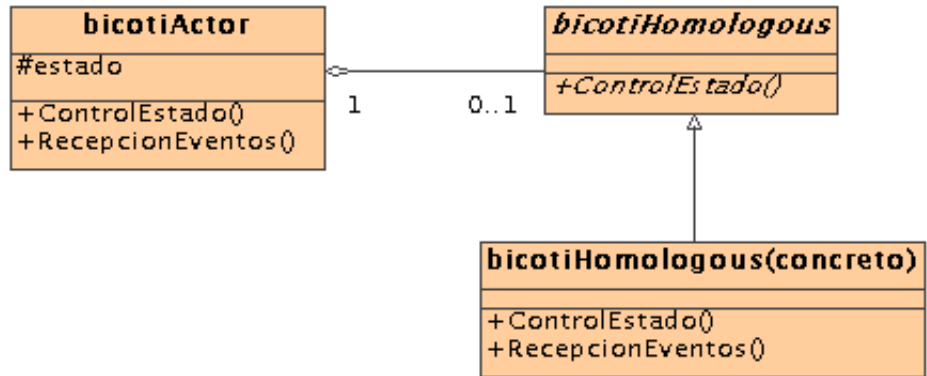 bicotiActor
#estado
+ControlEstado()
+RecepcionEventos()
1
0..1
bicotiHomologous
+ControlEstado()
bicotiHomologous(concreto)
+ControlEstado()
+RecepcionEventos()